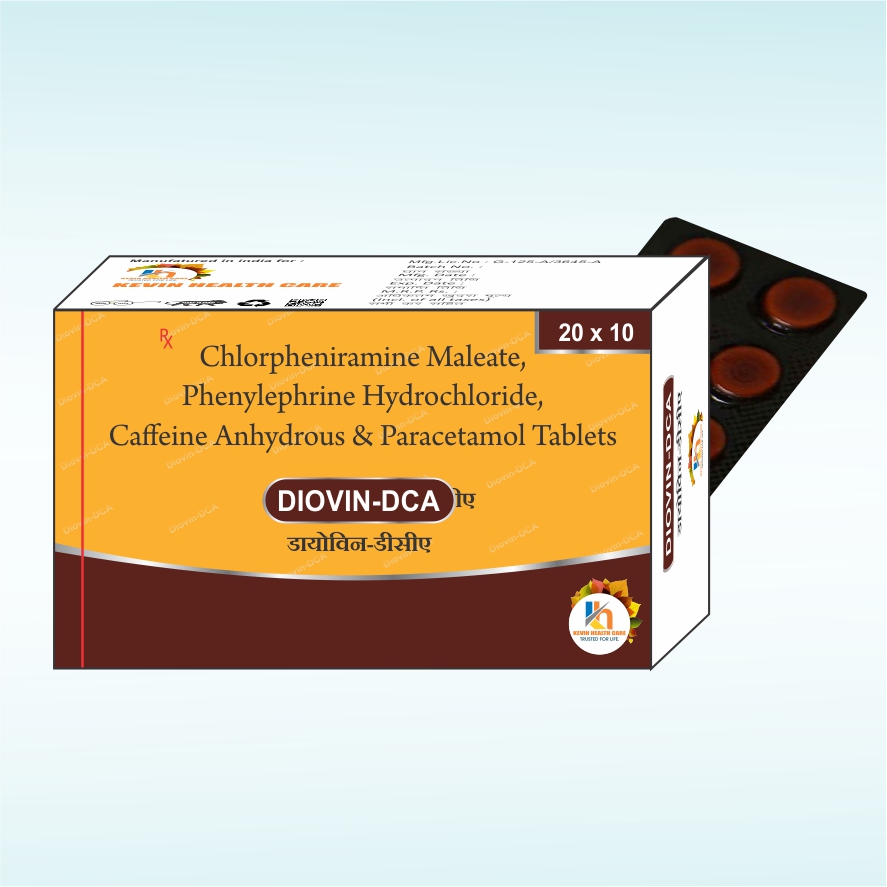 Manufatured in india for :
KEVIN HEALTH CARE
Mfg.Lic.No : G-125-A/3645-A
Batch No. :
Mfg. Date :
Exp. Date :
M.R.P. Rs. :
(incl. of all taxes)
Rx
20 x 10
Chlorpheniramine Maleate,
Phenylephrine Hydrochloride,
Caffeine Anhydrous & Paracetamol Tablets
DIOVIN-DCA
डायोविन-डीसीए
KEVIN HEALTH CARE
TRUSTED FOR LIFE.
DIOVIN-DCA
डायोविन-डीसीए